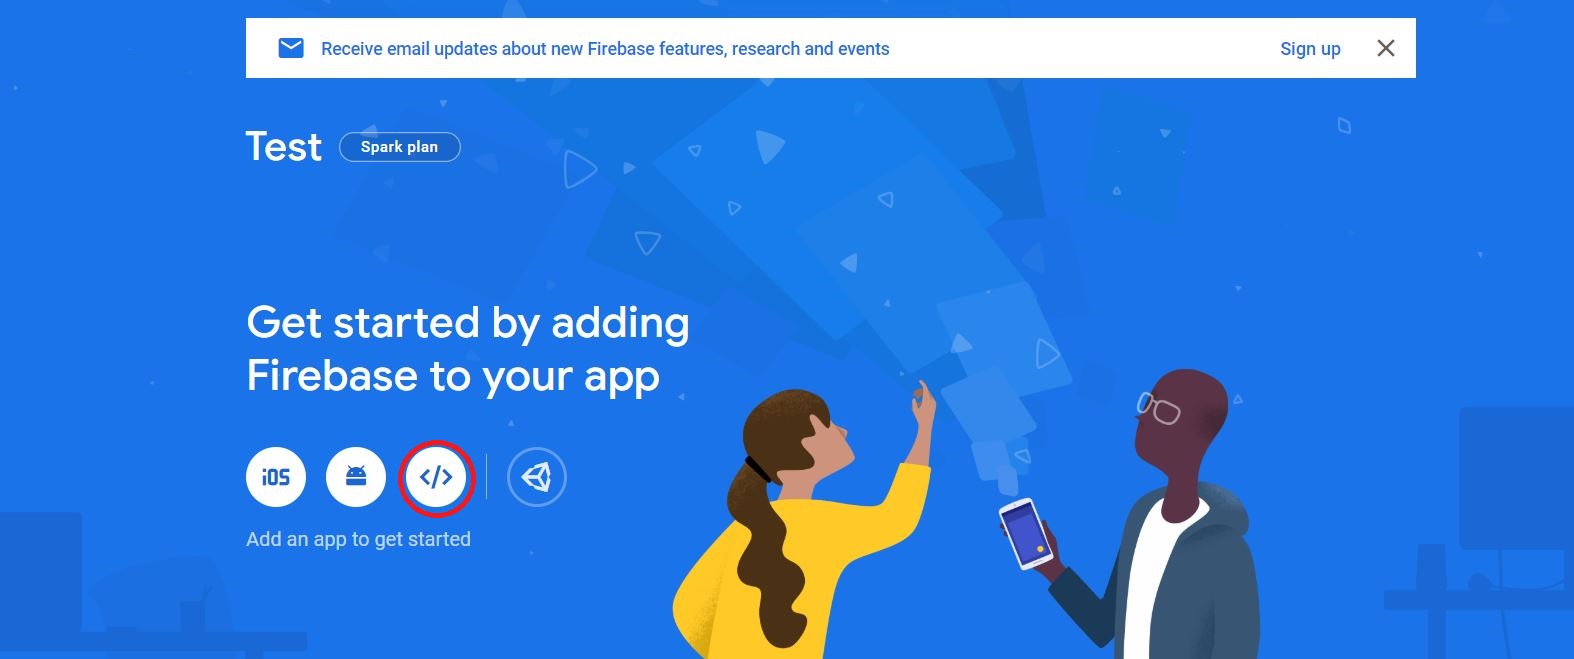 Receive email updates about new Firebase features, research and events
Sign up
Test
Spark plan
Get started by adding
Firebase to your app
iOS
</>
Add an app to get started